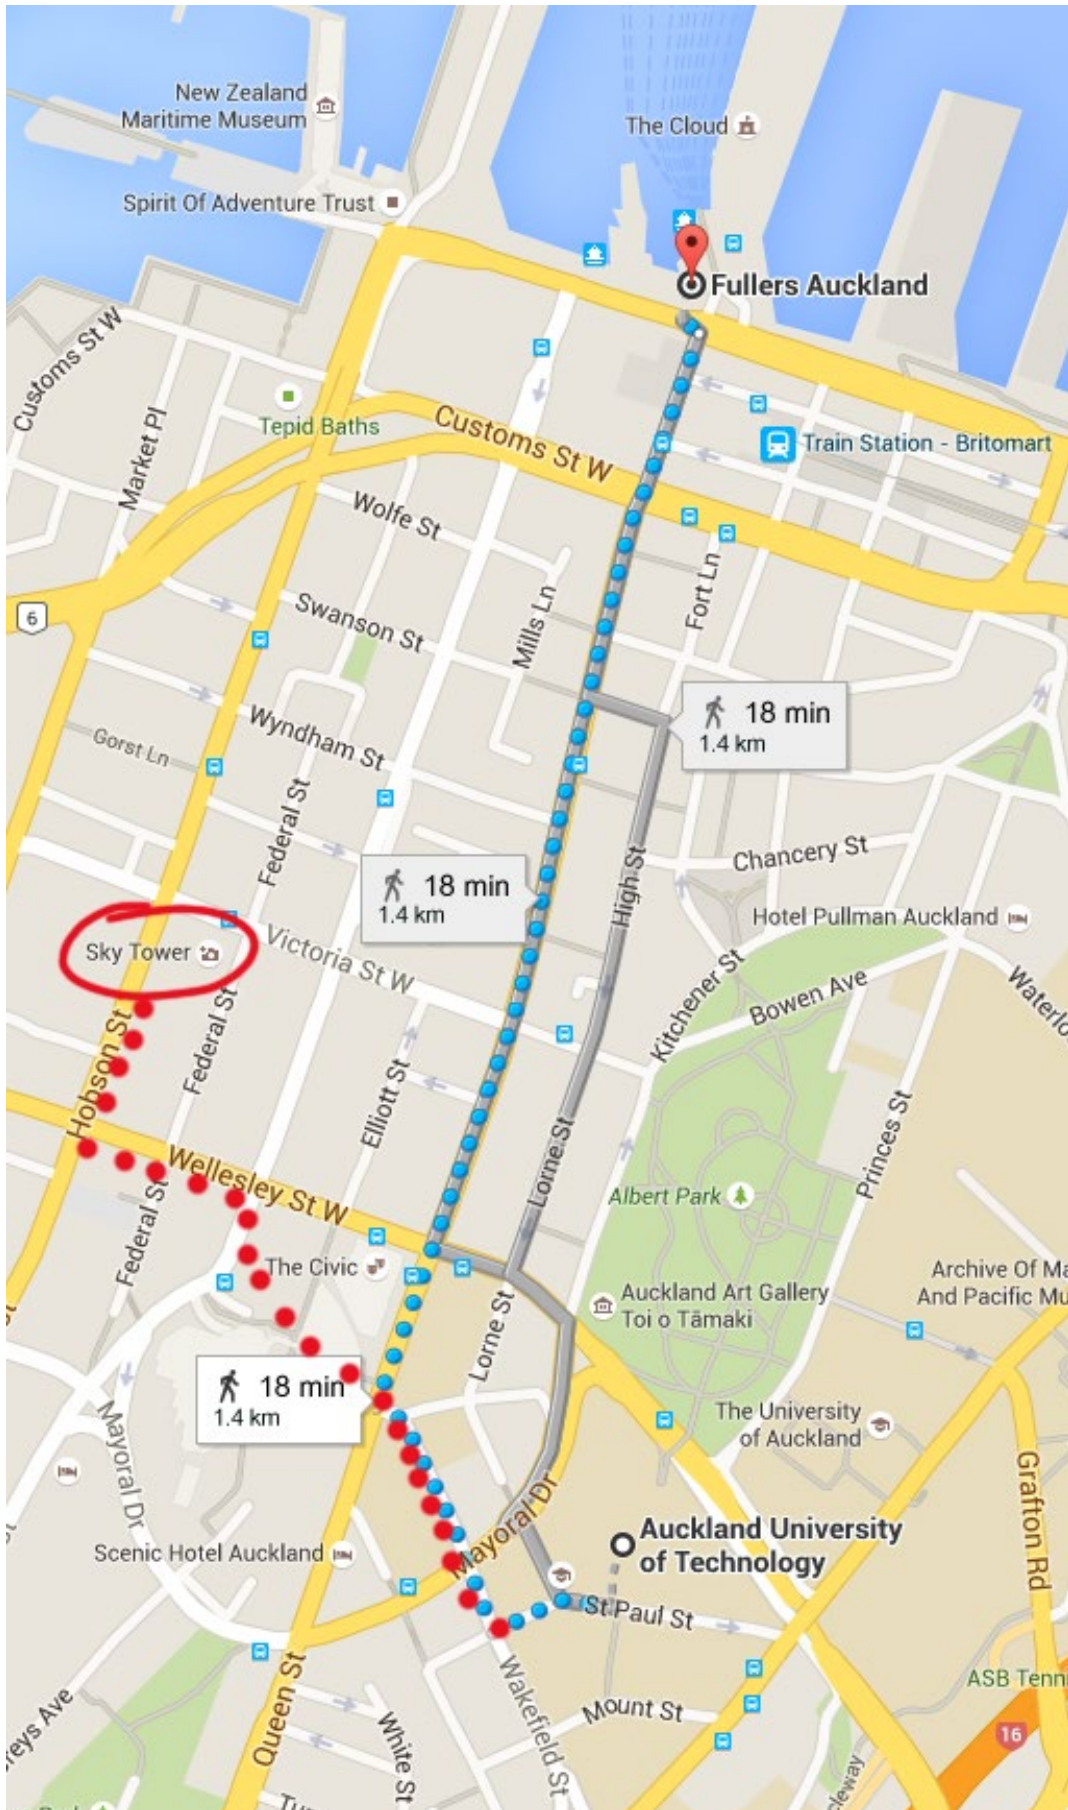 New Zealand
Maritime Museum
The Cloud
Spirit Of Adventure Trust
Fullers Auckland
Customs St W
Tepid Baths
Customs St W
Train Station - Britomart
Market Pl
Wolfe St
Fort Ln
6
Swanson St
Mills Ln
18 min
1.4 km
Wyndham St
Gorst Ln
Federal St
Chancery St
18 min
1.4 km
High St
Hotel Pullman Auckland
Sky Tower
Victoria St W
Kitchener St
Bowen Ave
Waterlo
Federal St
Hobson St
Elliott St
Princes St
Lorne St
Wellesley St W
Albert Park
Federal St
The Civic
Archive Of Ma
And Pacific Mu
Auckland Art Gallery
Toi o Tāmaki
Lorne St
St
18 min
1.4 km
The University
of Auckland
Mayoral Dr
Grafton Rd
Mayoral Dr
Auckland University
of Technology
Scenic Hotel Auckland
St Paul St
Queen St
Wakefield St
ASB Tenni
Mount St
16
reys Ave
White St
cleway